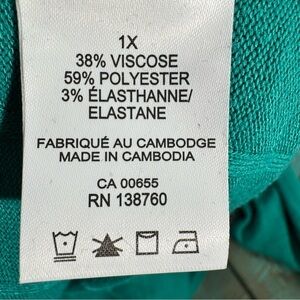 1X
38% VISCOSE
59% POLYESTER
3% ÉLASTHANNE/
ELASTANE
FABRIQUÉ AU CAMBODGE
MADE IN CAMBODIA
CA 00655
RN 138760